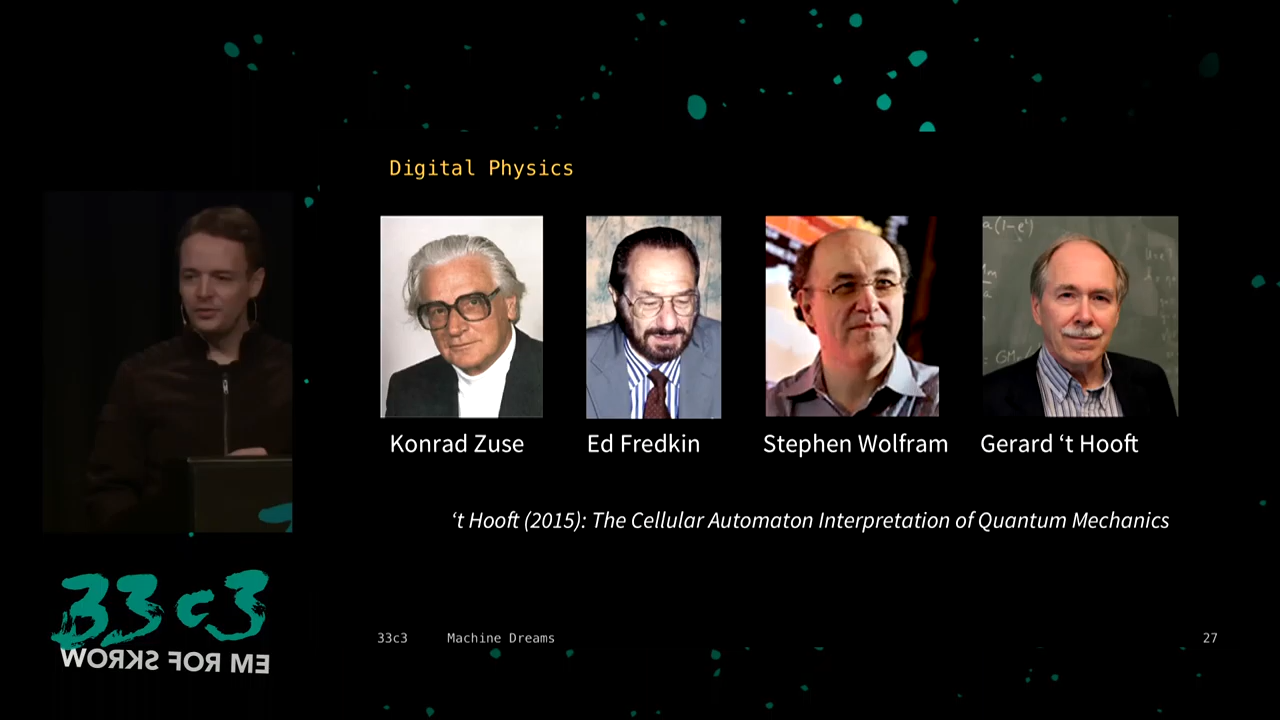 Digital Physics
Konrad Zuse
Ed Fredkin
Stephen Wolfram
Gerard ‘t Hooft
‘t Hooft (2015): The Cellular Automaton Interpretation of Quantum Mechanics
33c3
WORKS FOR ME
33c3
Machine Dreams
27